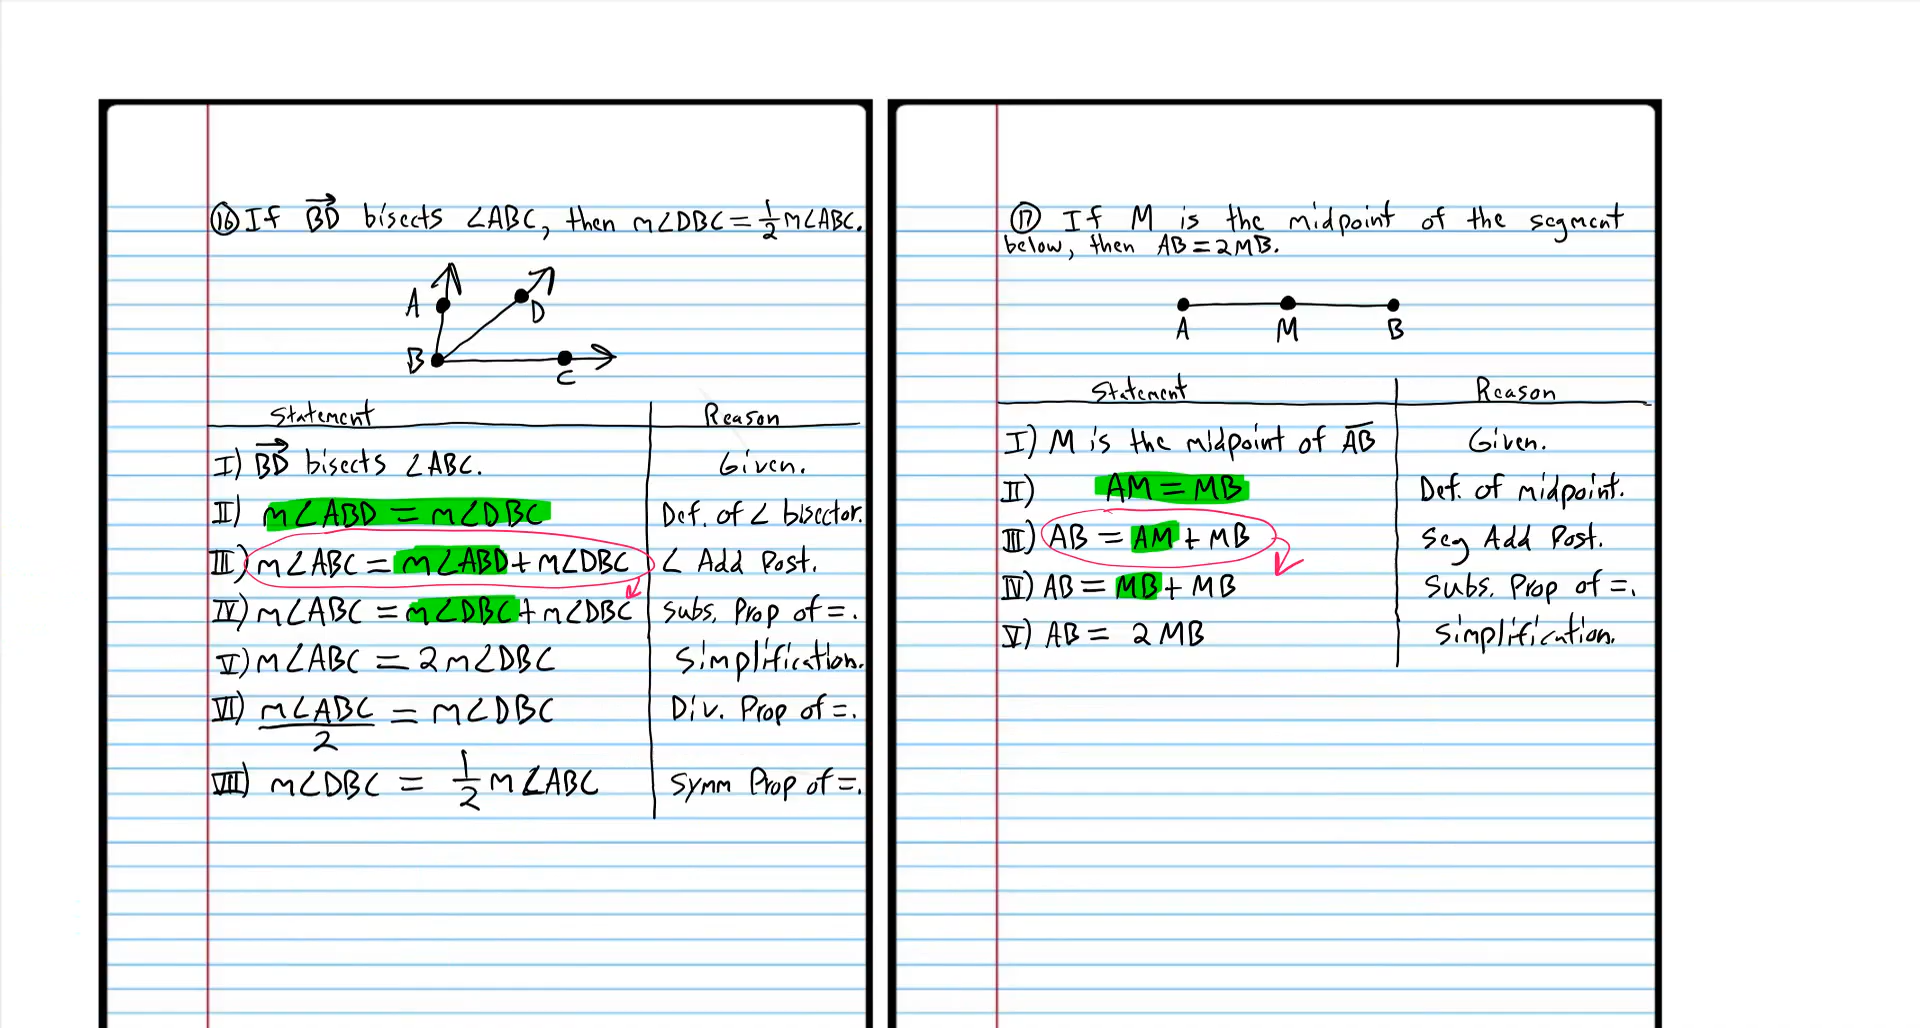 ⑯ If BD bisects ∠ABC, then m∠DBC = 1/2 m∠ABC.
A
D
B
C
Statement Reason
I) BD bisects ∠ABC. Given.
II) m∠ABD = m∠DBC Def. of ∠ bisector.
III) m∠ABC = m∠ABD + m∠DBC ∠ Add Post.
IV) m∠ABC = m∠DBC + m∠DBC Subs. Prop of =.
V) m∠ABC = 2m∠DBC Simplification.
VI) m∠ABC/2 = m∠DBC Div. Prop of =.
VII) m∠DBC = 1/2 m∠ABC Symm Prop of =.
⑰ If M is the midpoint of the segment
below, then AB = 2MB.
A M B
Statement Reason
I) M is the midpoint of AB Given.
II) AM = MB Def. of midpoint.
III) AB = AM + MB Seg Add Post.
IV) AB = MB + MB Subs. Prop of =.
V) AB = 2MB Simplification.